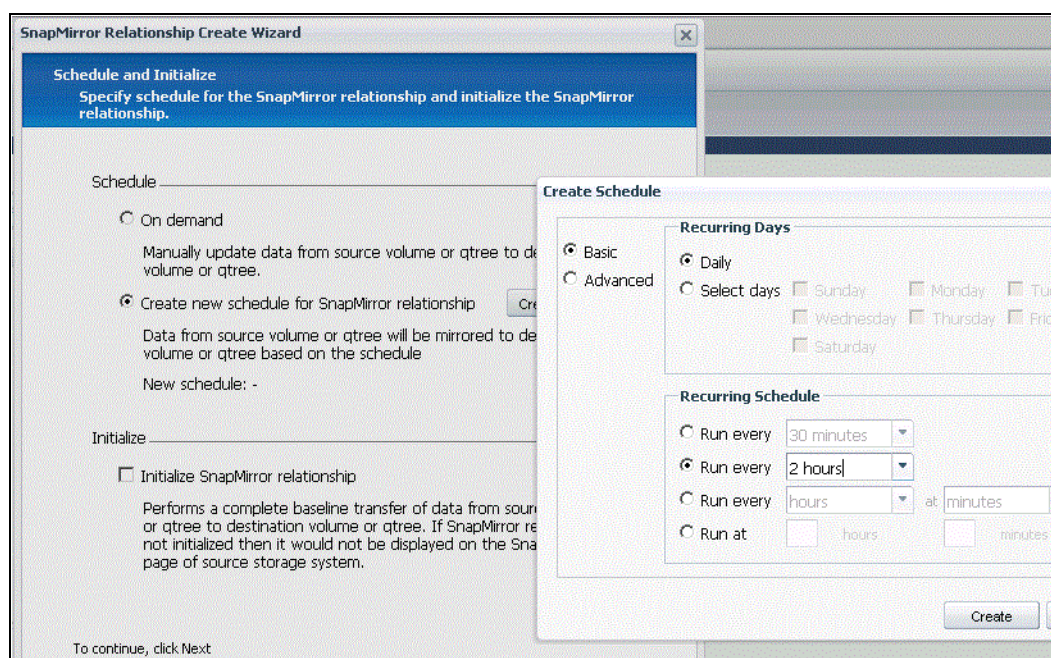 SnapMirror Relationship Create Wizard
Schedule and Initialize
Specify schedule for the SnapMirror relationship and initialize the SnapMirror
relationship.
Schedule
On demand
Manually update data from source volume or qtree to
volume or qtree.
Create new schedule for SnapMirror relationship
Data from source volume or qtree will be mirrored to
volume or qtree based on the schedule
New schedule: -
Initialize
Initialize SnapMirror relationship
Performs a complete baseline transfer of data from
or qtree to destination volume or qtree. If SnapMirror
not initialized then it would not be displayed on the
page of source storage system.
To continue, click Next
Create Schedule
Basic
Advanced
Recurring Days
Daily
Select days
Sunday
Monday
Wednesday
Thursday
Saturday
Recurring Schedule
Run every 30 minutes
Run every 2 hours
Run every hours at minutes
Run at hours minutes
Create